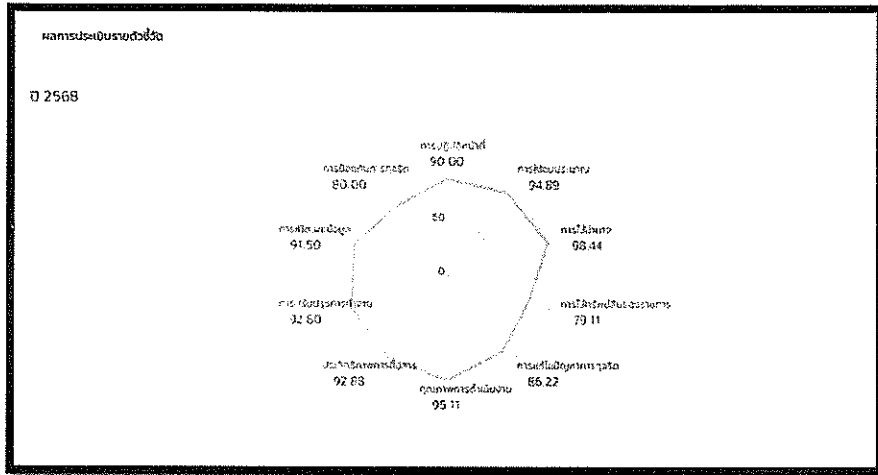 ผลการประเมินรายตัวชี้วัด
ปี 2568
การปฏิบัติหน้าที่
90.00
การป้องกันการทุจริต
80.00
การใช้งบประมาณ
94.89
50
การเปิดเผยข้อมูล
91.50
การใช้อำนาจ
98.44
0
การปรับปรุงการทำงาน
การใช้ทรัพย์สินของราชการ
79.11
ประสิทธิภาพการสื่อสาร
การแก้ไขปัญหาการทุจริต
86.22
คุณภาพการดำเนินงาน
95.11